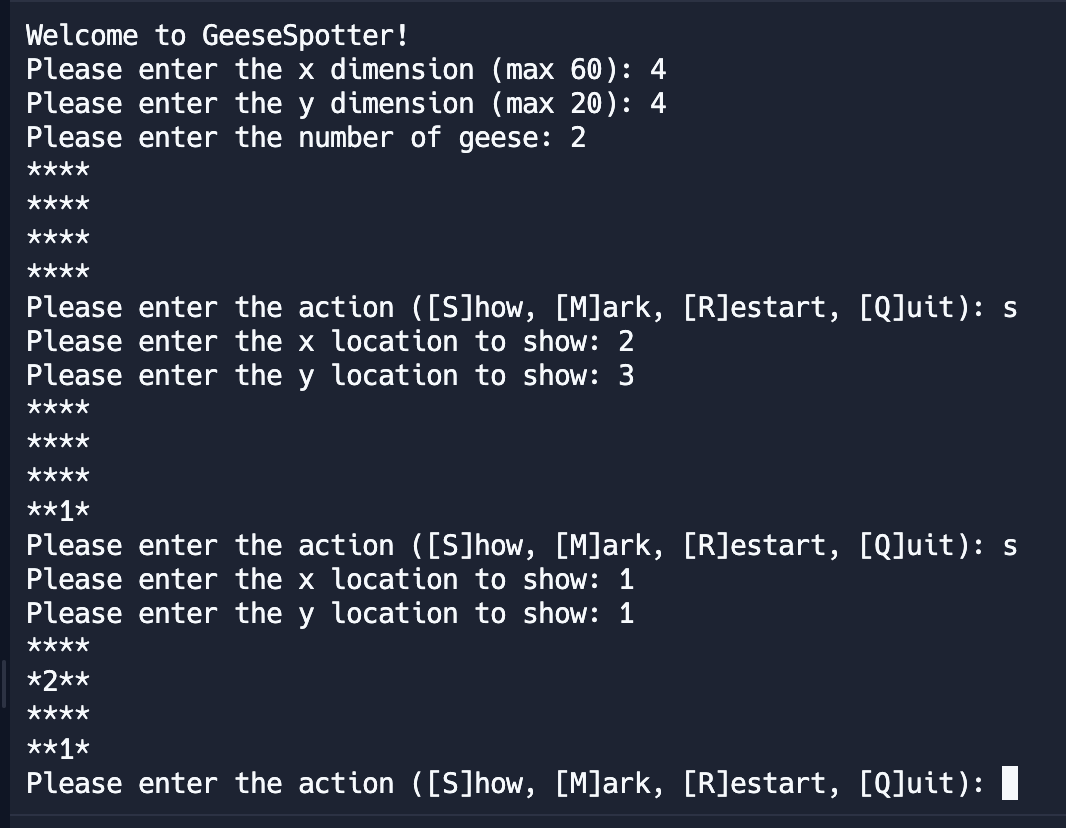 Welcome to GeeseSpotter!
Please enter the x dimension (max 60): 4
Please enter the y dimension (max 20): 4
Please enter the number of geese: 2
****
****
****
****
Please enter the action ([S]how, [M]ark, [R]estart, [Q]uit): s
Please enter the x location to show: 2
Please enter the y location to show: 3
****
****
****
**1*
Please enter the action ([S]how, [M]ark, [R]estart, [Q]uit): s
Please enter the x location to show: 1
Please enter the y location to show: 1
****
*2**
****
**1*
Please enter the action ([S]how, [M]ark, [R]estart, [Q]uit):